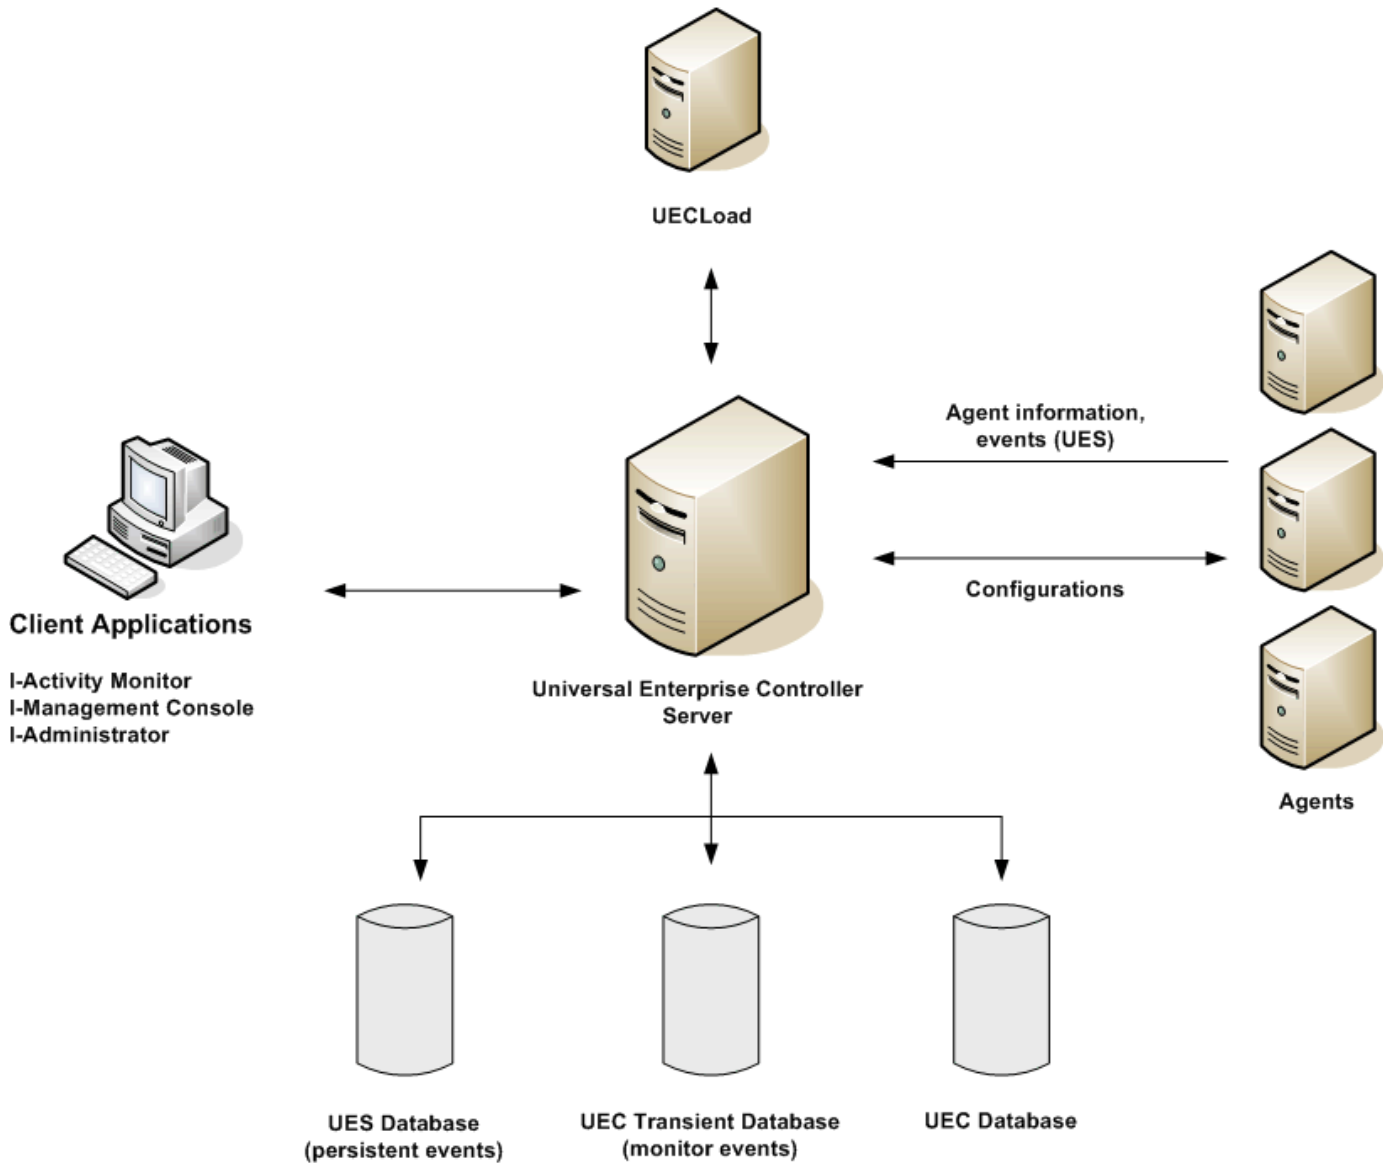 UECLoad
Agent information,
events (UES)
Configurations
Client Applications
I-Activity Monitor
I-Management Console
I-Administrator
Universal Enterprise Controller
Server
Agents
UES Database
(persistent events)
UEC Transient Database
(monitor events)
UEC Database